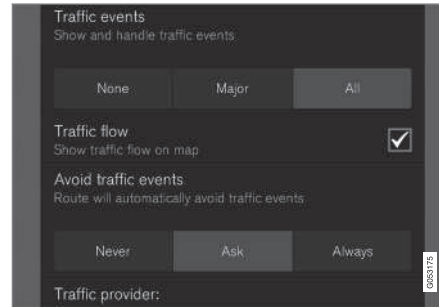 Traffic events
Show and handle traffic events
None Major All
Traffic flow
Show traffic flow on map
Avoid traffic events
Route will automatically avoid traffic events
Never Ask Always
Traffic provider:
G053175